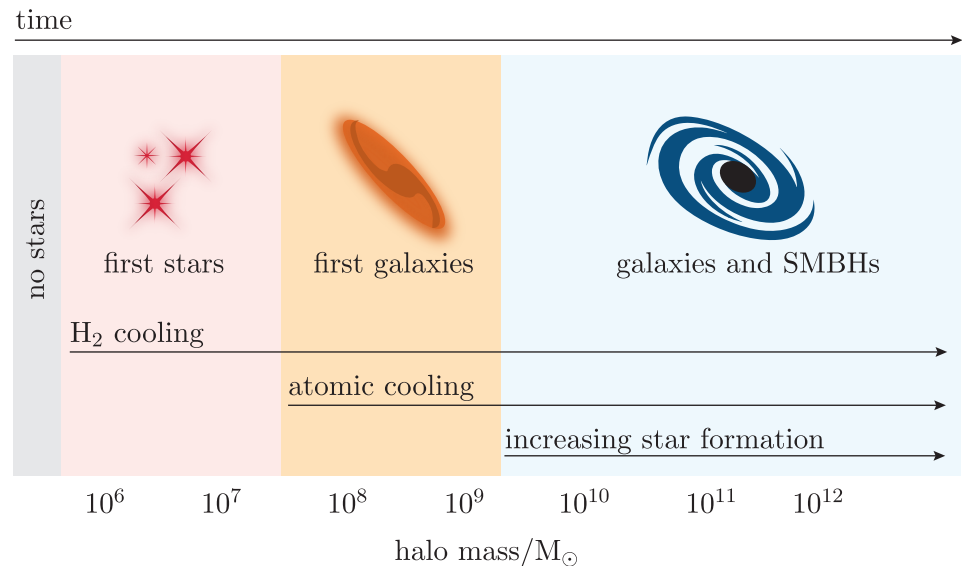 time
no stars
first stars
first galaxies
galaxies and SMBHs
H₂ cooling
atomic cooling
increasing star formation
10⁶ 10⁷ 10⁸ 10⁹ 10¹⁰ 10¹¹ 10¹²
halo mass/M☉